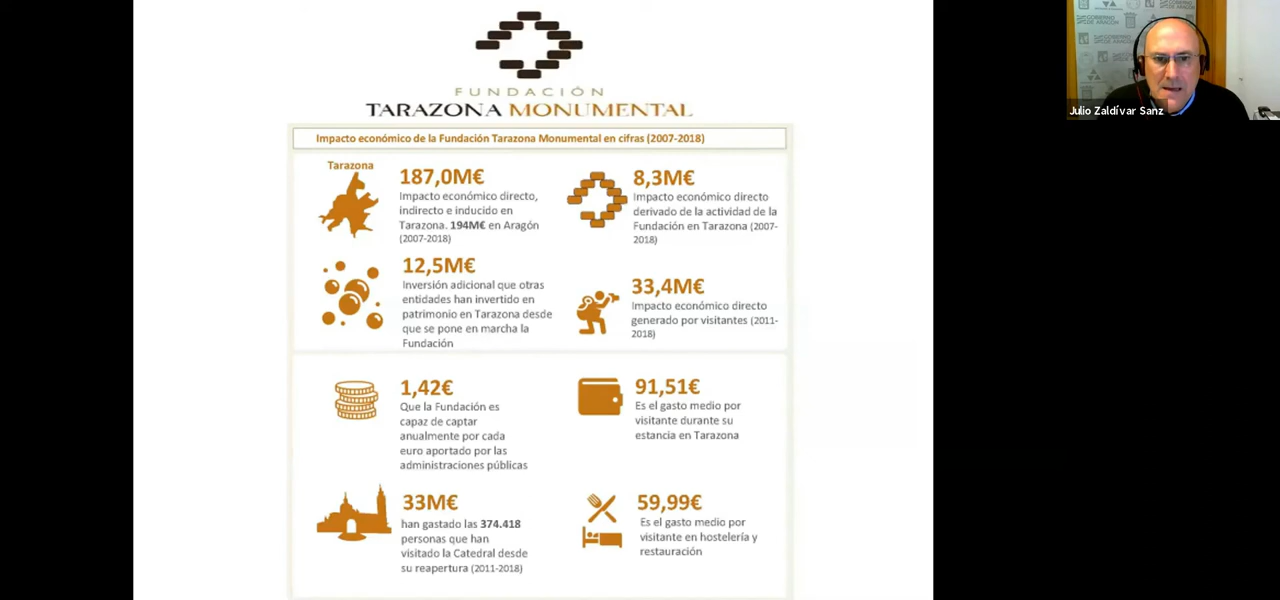 FUNDACIÓN
TARAZONA MONUMENTAL
Impacto económico de la Fundación Tarazona Monumental en cifras (2007-2018)
Tarazona
187,0M€
Impacto económico directo,
indirecto e inducido en
Tarazona. 194M€ en Aragón
(2007-2018)
8,3M€
Impacto económico directo
derivado de la actividad de la
Fundación en Tarazona (2007-
2018)
12,5M€
Inversión adicional que otras
entidades han invertido en
patrimonio en Tarazona desde
que se pone en marcha la
Fundación
33,4M€
Impacto económico directo
generado por visitantes (2011-
2018)
1,42€
Que la Fundación es
capaz de captar
anualmente por cada
euro aportado por las
administraciones públicas
91,51€
Es el gasto medio por
visitante durante su
estancia en Tarazona
33M€
han gastado las 374.418
personas que han
visitado la Catedral desde
su reapertura (2011-2018)
59,99€
Es el gasto medio por
visitante en hostelería y
restauración
GOBIERNO
DE ARAGON
Julio Zaldívar Sanz